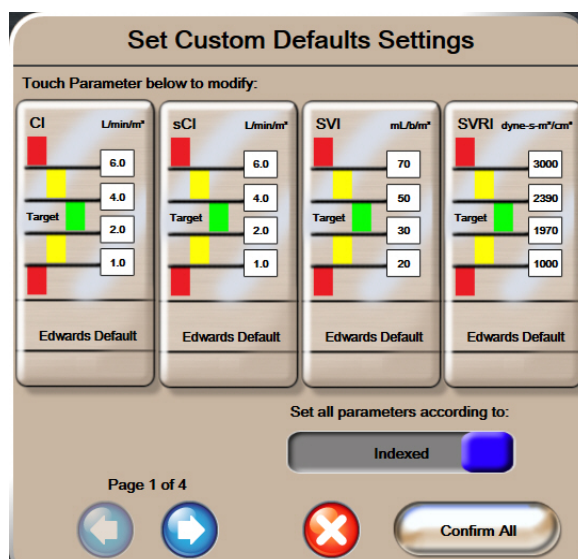 Set Custom Defaults Settings
Touch Parameter below to modify:
CI L/min/m²
6.0
4.0
Target
2.0
1.0
Edwards Default
sCI L/min/m²
6.0
4.0
Target
2.0
1.0
Edwards Default
SVI mL/b/m²
70
50
Target
30
20
Edwards Default
SVRI dyne-s-m²/cm⁵
3000
2390
Target
1970
1000
Edwards Default
Set all parameters according to:
Indexed
Page 1 of 4
Confirm All